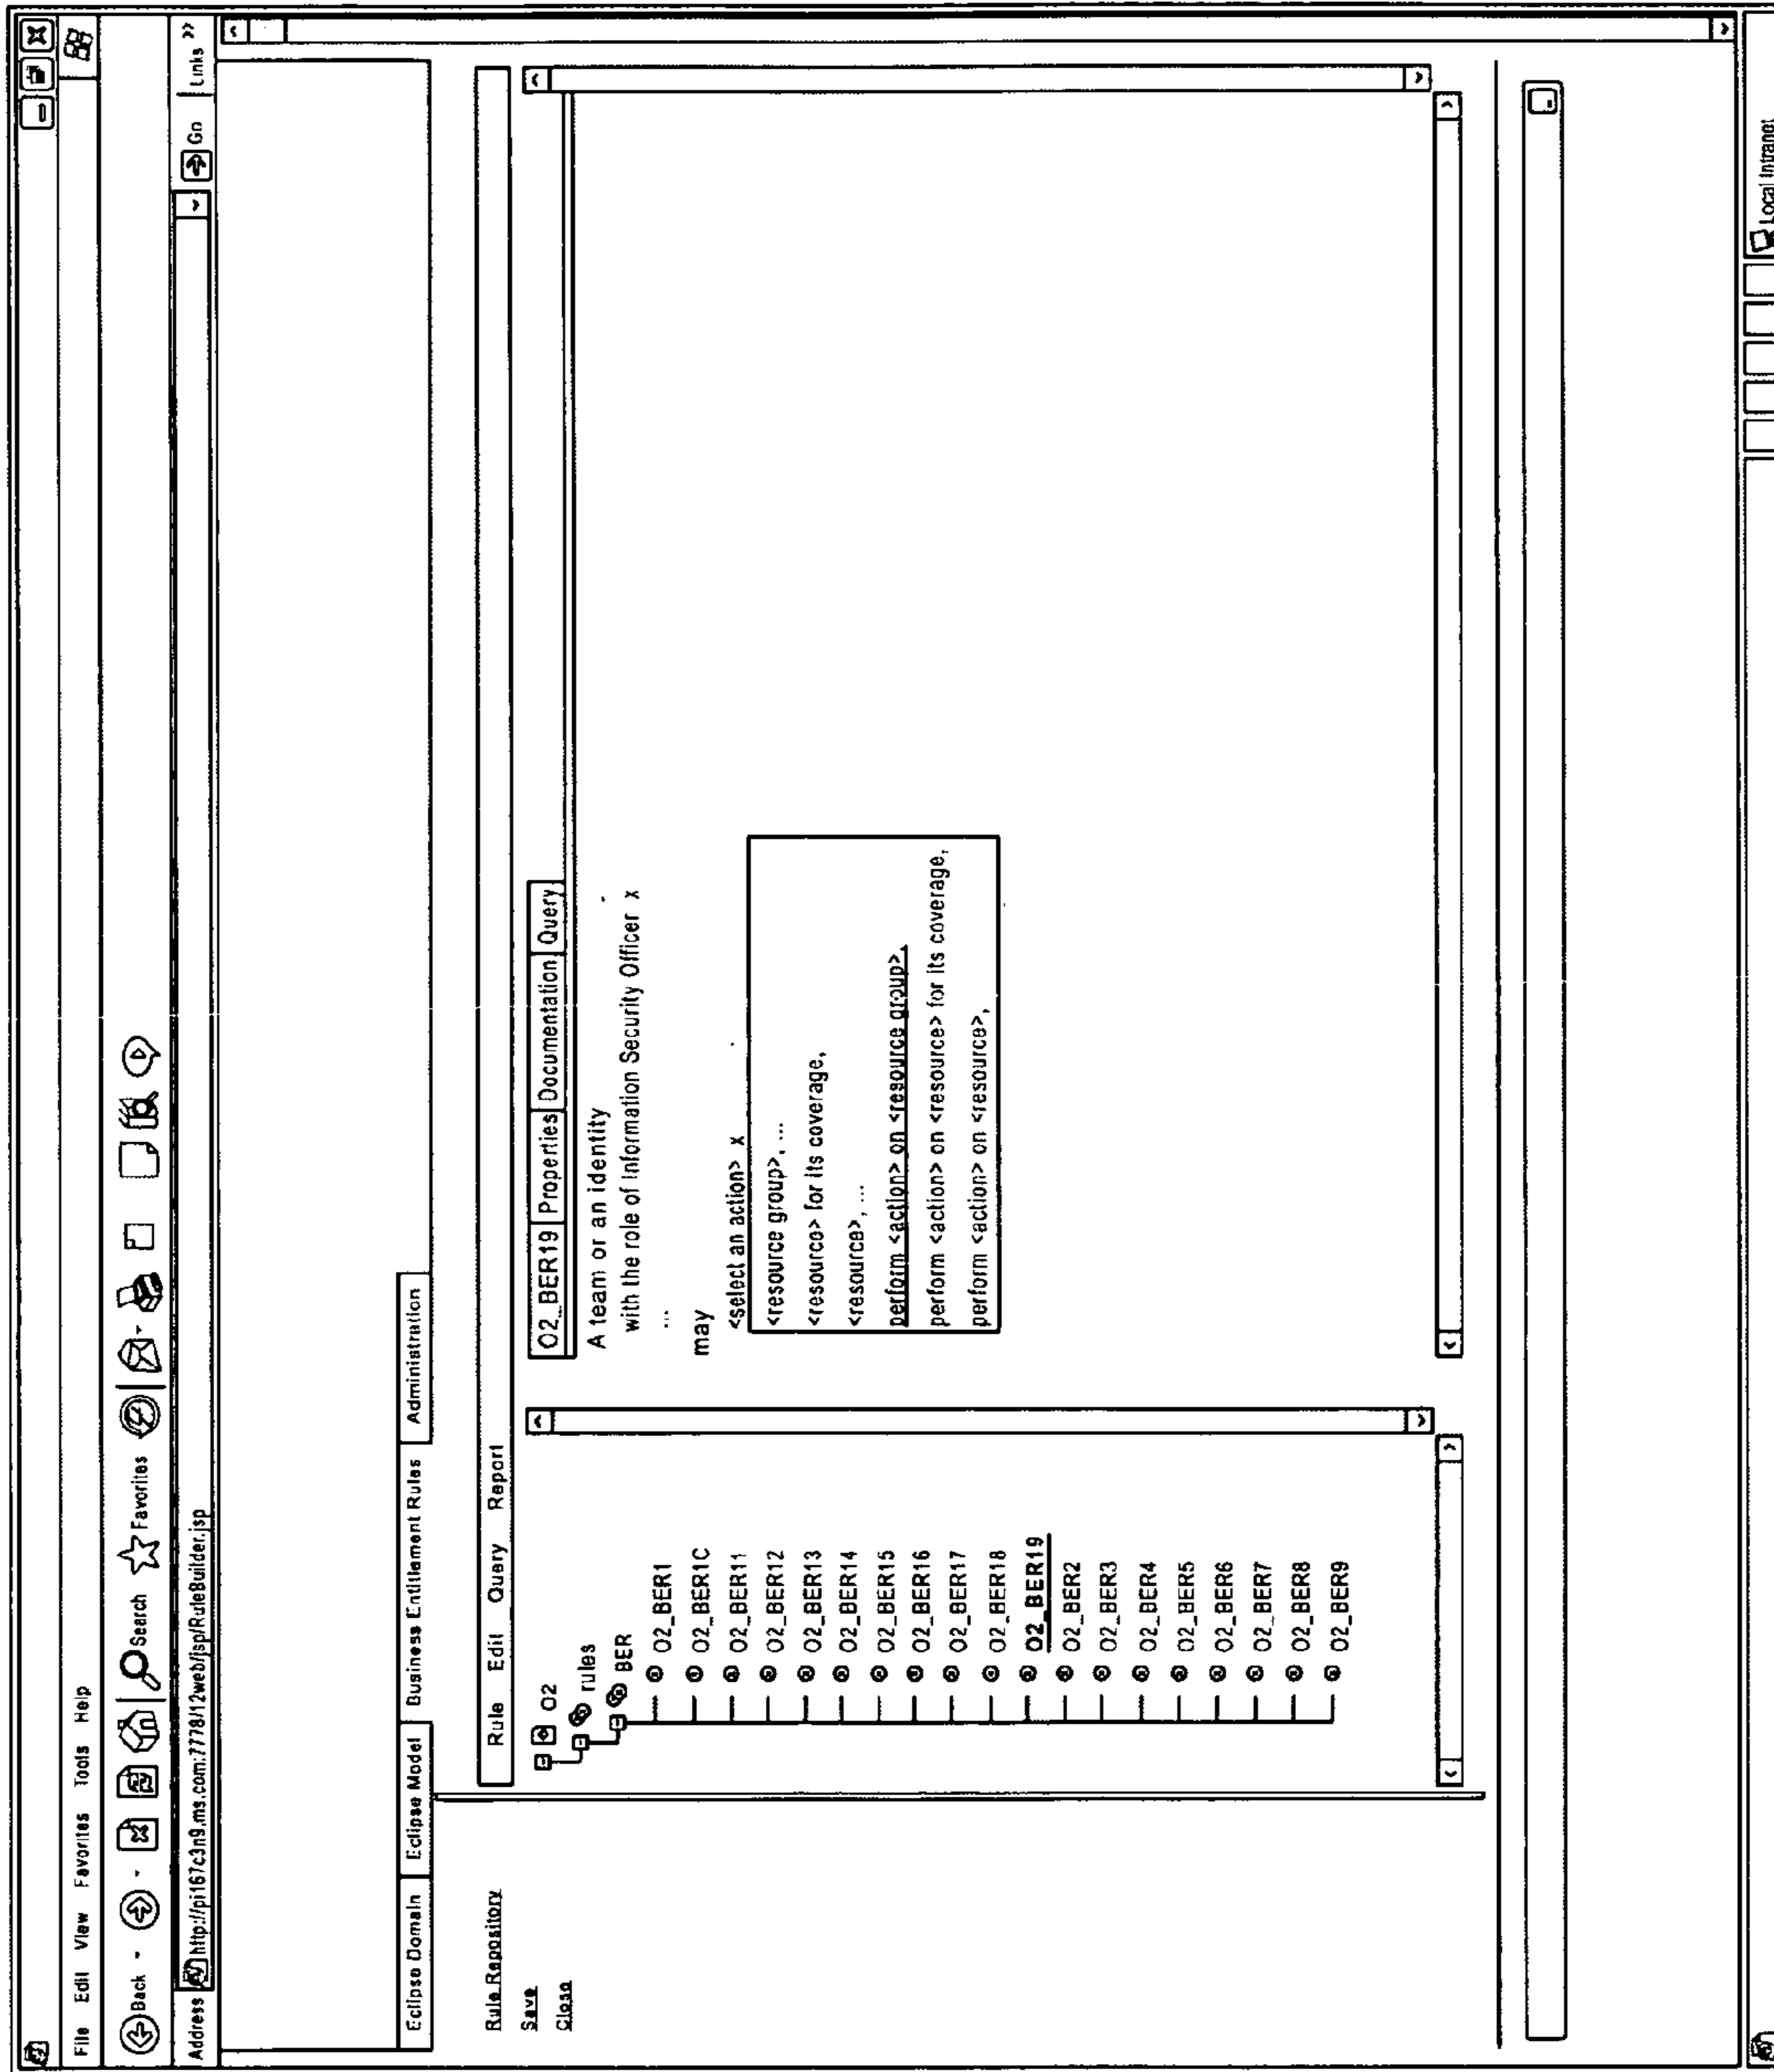 File Edit View Favorites Tools Help
Back Search Favorites
Address http://pi167c3n9.ms.com:7778/12web/jsp/RuleBuilder.jsp Go Links »
Eclipse Domain Eclipse Model Business Entitlement Rules Administration
Rule Repository
Save
Close
Rule Edit Query Report
O2
rules
BER
O2_BER1
O2_BER1C
O2_BER11
O2_BER12
O2_BER13
O2_BER14
O2_BER15
O2_BER16
O2_BER17
O2_BER18
O2_BER19
O2_BER2
O2_BER3
O2_BER4
O2_BER5
O2_BER6
O2_BER7
O2_BER8
O2_BER9
O2_BER19 Properties Documentation Query
A team or an identity
with the role of Information Security Officer x
...
may
<select an action> x
<resource group>, ...
<resource> for its coverage,
<resource>, ...
perform <action> on <resource group>,
perform <action> on <resource> for its coverage,
perform <action> on <resource>,
Local Intranet